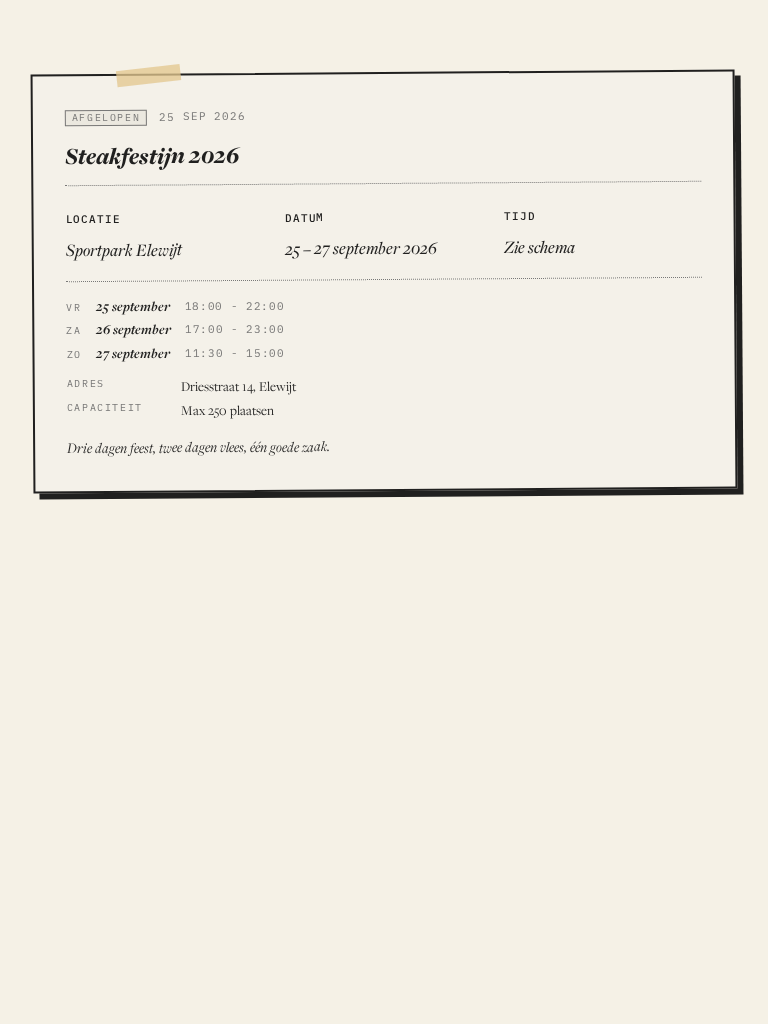 AFGELOPEN 25 SEP 2026
Steakfestijn 2026
LOCATIE DATUM TIJD
Sportpark Elewijt 25 – 27 september 2026 Zie schema
VR 25 september 18:00 - 22:00
ZA 26 september 17:00 - 23:00
ZO 27 september 11:30 - 15:00
ADRES Driesstraat 14, Elewijt
CAPACITEIT Max 250 plaatsen
Drie dagen feest, twee dagen vlees, één goede zaak.